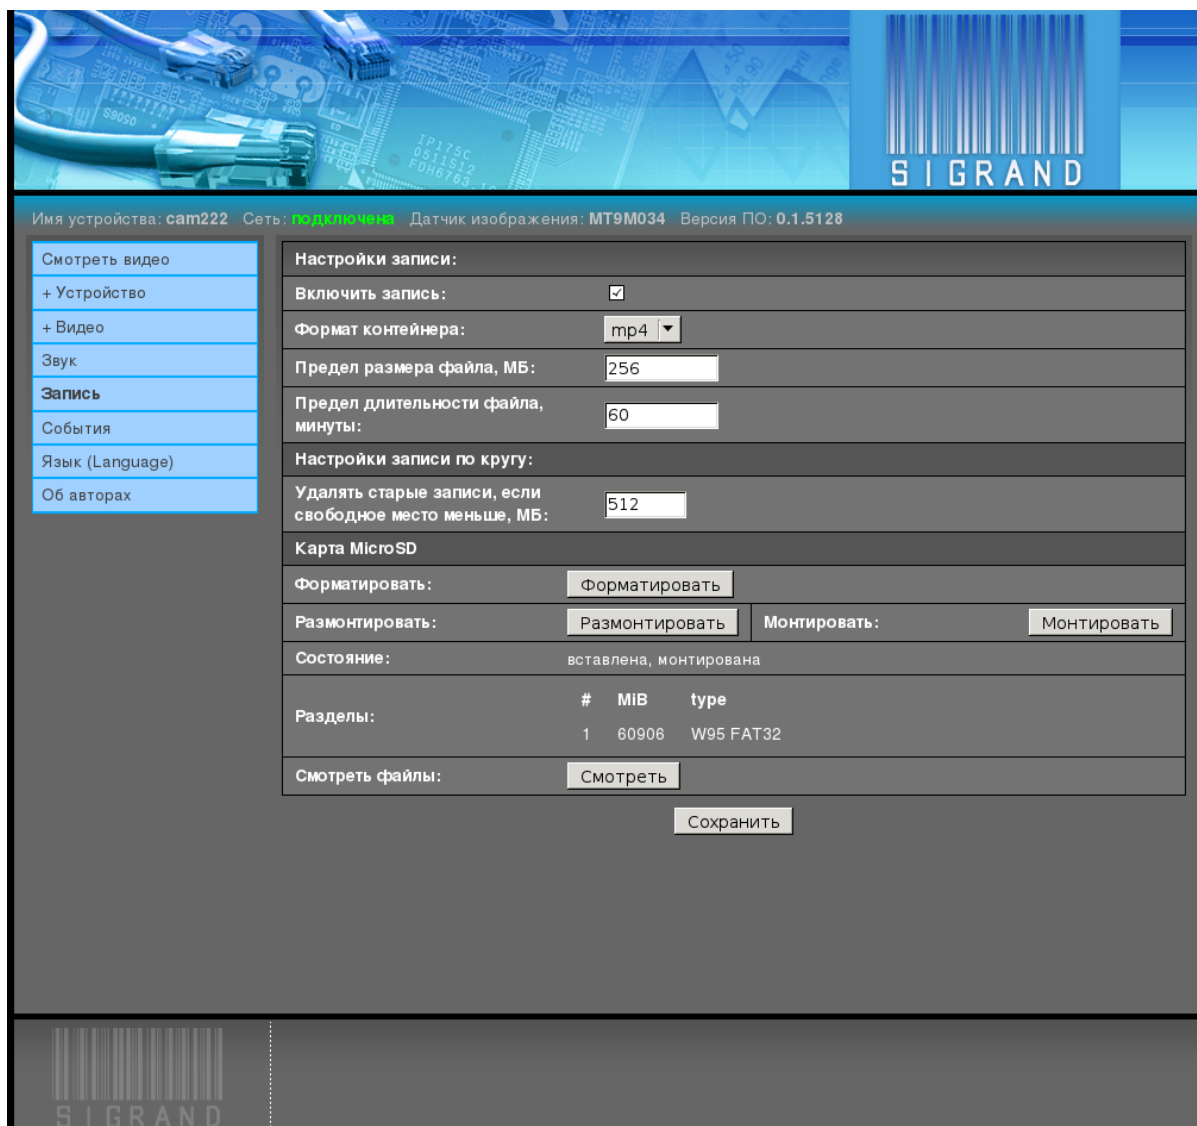 S9OSO
IP175C
0511S12
SIGRAND
Имя устройства: cam222 Сеть: подключена Датчик изображения: MT9M034 Версия ПО: 0.1.5128
Смотреть видео
+ Устройство
+ Видео
Звук
Запись
События
Язык (Language)
Об авторах
Настройки записи:
Включить запись:
Формат контейнера: mp4
Предел размера файла, МБ: 256
Предел длительности файла,
минуты: 60
Настройки записи по кругу:
Удалять старые записи, если
свободное место меньше, МБ: 512
Карта MicroSD
Форматировать: Форматировать
Размонтировать: Размонтировать Монтировать: Монтировать
Состояние: вставлена, монтирована
Разделы:
# MiB type
1 60906 W95 FAT32
Смотреть файлы: Смотреть
Сохранить
SIGRAND